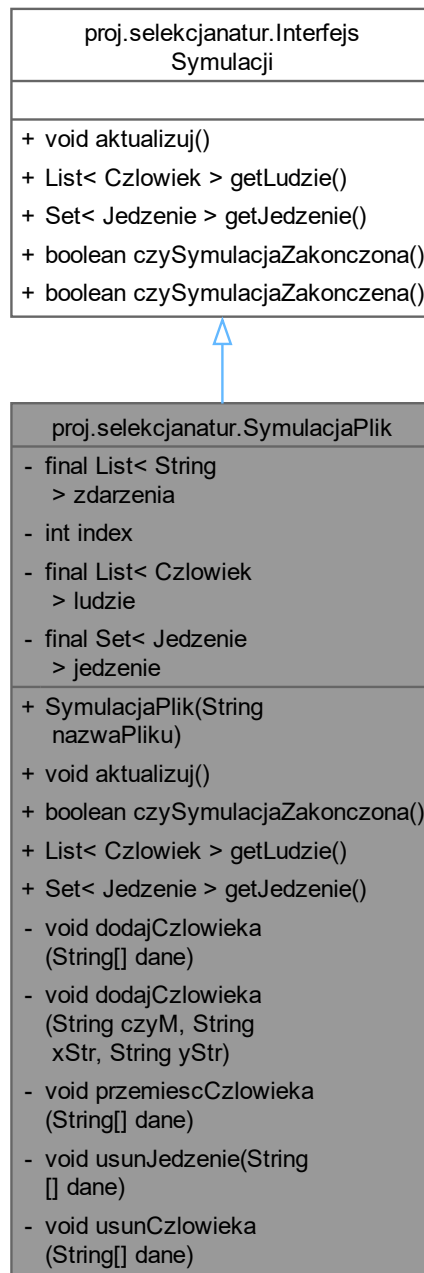 proj.selekcjanatur.Interfejs
Symulacji
+ void aktualizuj()
+ List< Czlowiek > getLudzie()
+ Set< Jedzenie > getJedzenie()
+ boolean czySymulacjaZakonczona()
+ boolean czySymulacjaZakonczena()
proj.selekcjanatur.SymulacjaPlik
- final List< String
> zdarzenia
- int index
- final List< Czlowiek
> ludzie
- final Set< Jedzenie
> jedzenie
+ SymulacjaPlik(String
nazwaPliku)
+ void aktualizuj()
+ boolean czySymulacjaZakonczona()
+ List< Czlowiek > getLudzie()
+ Set< Jedzenie > getJedzenie()
- void dodajCzlowieka
(String[] dane)
- void dodajCzlowieka
(String czyM, String
xStr, String yStr)
- void przemiescCzlowieka
(String[] dane)
- void usunJedzenie(String
[] dane)
- void usunCzlowieka
(String[] dane)